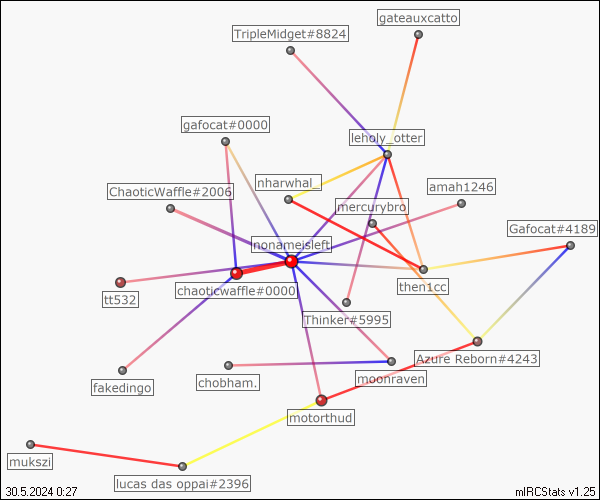 gateauxcatto
TripleMidget#8824
gafocat#0000
leholy_otter
nharwhal_
ChaoticWaffle#2006
amah1246
mercurybro
Gafocat#4189
nonameisleft
then1cc
chaoticwaffle#0000
tt532
Thinker#5995
Azure Reborn#4243
moonraven
fakedingo
chobham.
motorthud
mukszi
lucas das oppai#2396
30.5.2024 0:27
mIRCStats v1.25